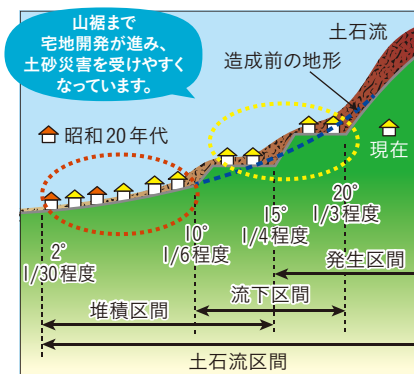 山裾まで
宅地開発が進み、
土砂災害を受けやすく
なっています。
土石流
造成前の地形
昭和20年代
現在
20°
1/3程度
15°
1/4程度
10°
1/6程度
2°
1/30程度
発生区間
流下区間
堆積区間
土石流区間